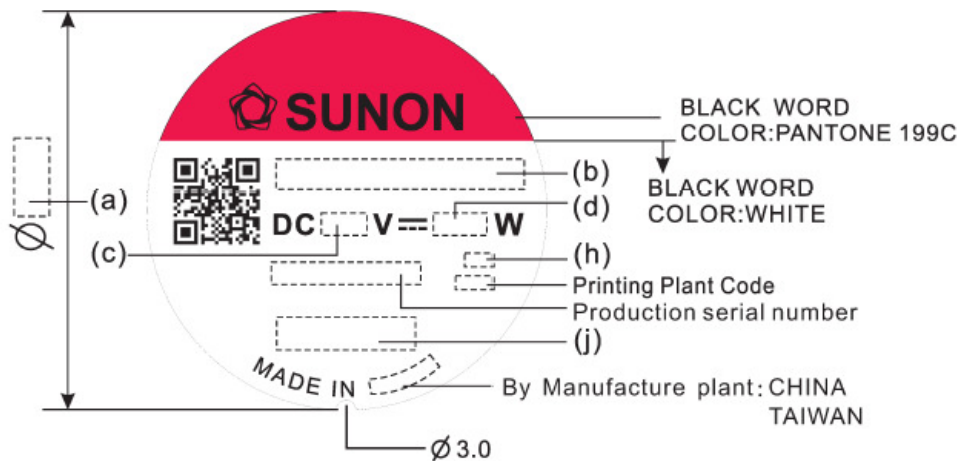 SUNON
BLACK WORD
COLOR:PANTONE 199C
(b)
BLACK WORD
COLOR:WHITE
(a)
(d)
DC V W
Ø
(c)
(h)
Printing Plant Code
Production serial number
(j)
MADE IN
By Manufacture plant: CHINA
TAIWAN
Ø 3.0